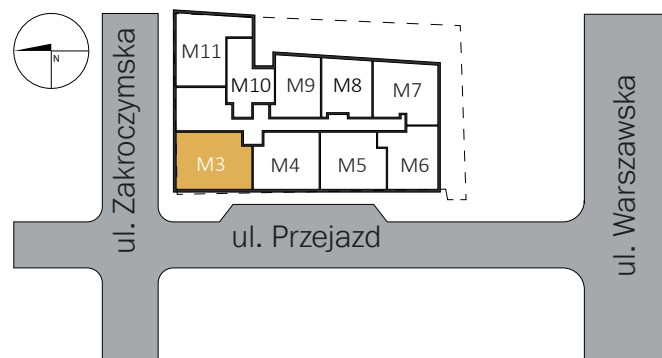 N
M11
M10
M9
M8
M7
M3
M4
M5
M6
ul. Zakroczymska
ul. Przejazd
ul. Warszawska